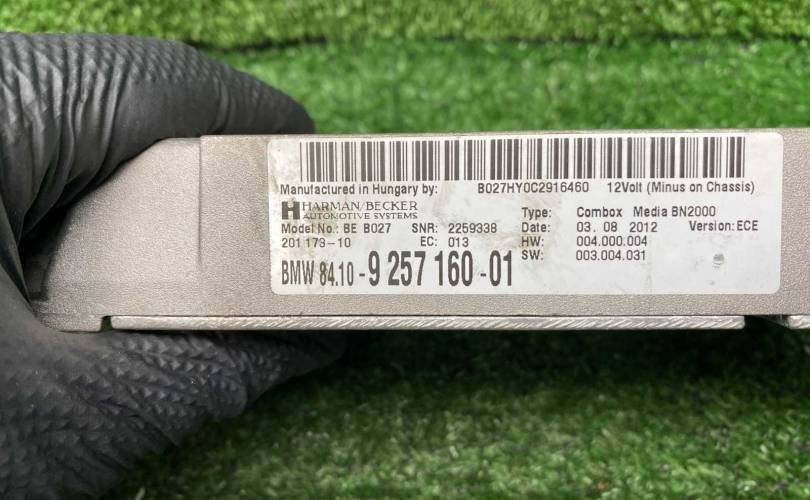 Manufactured in Hungary by: B027HY0C2916460 12Volt (Minus on Chassis)
HARMAN/BECKER
AUTOMOTIVE SYSTEMS
Type: Combox Media BN2000
Model No.: BE B027 SNR: 2259338 Date: 03. 08 2012 Version: ECE
201 173-10 EC: 013 HW: 004.000.004
SW: 003.004.031
BMW 84.10 - 9 257 160 - 01